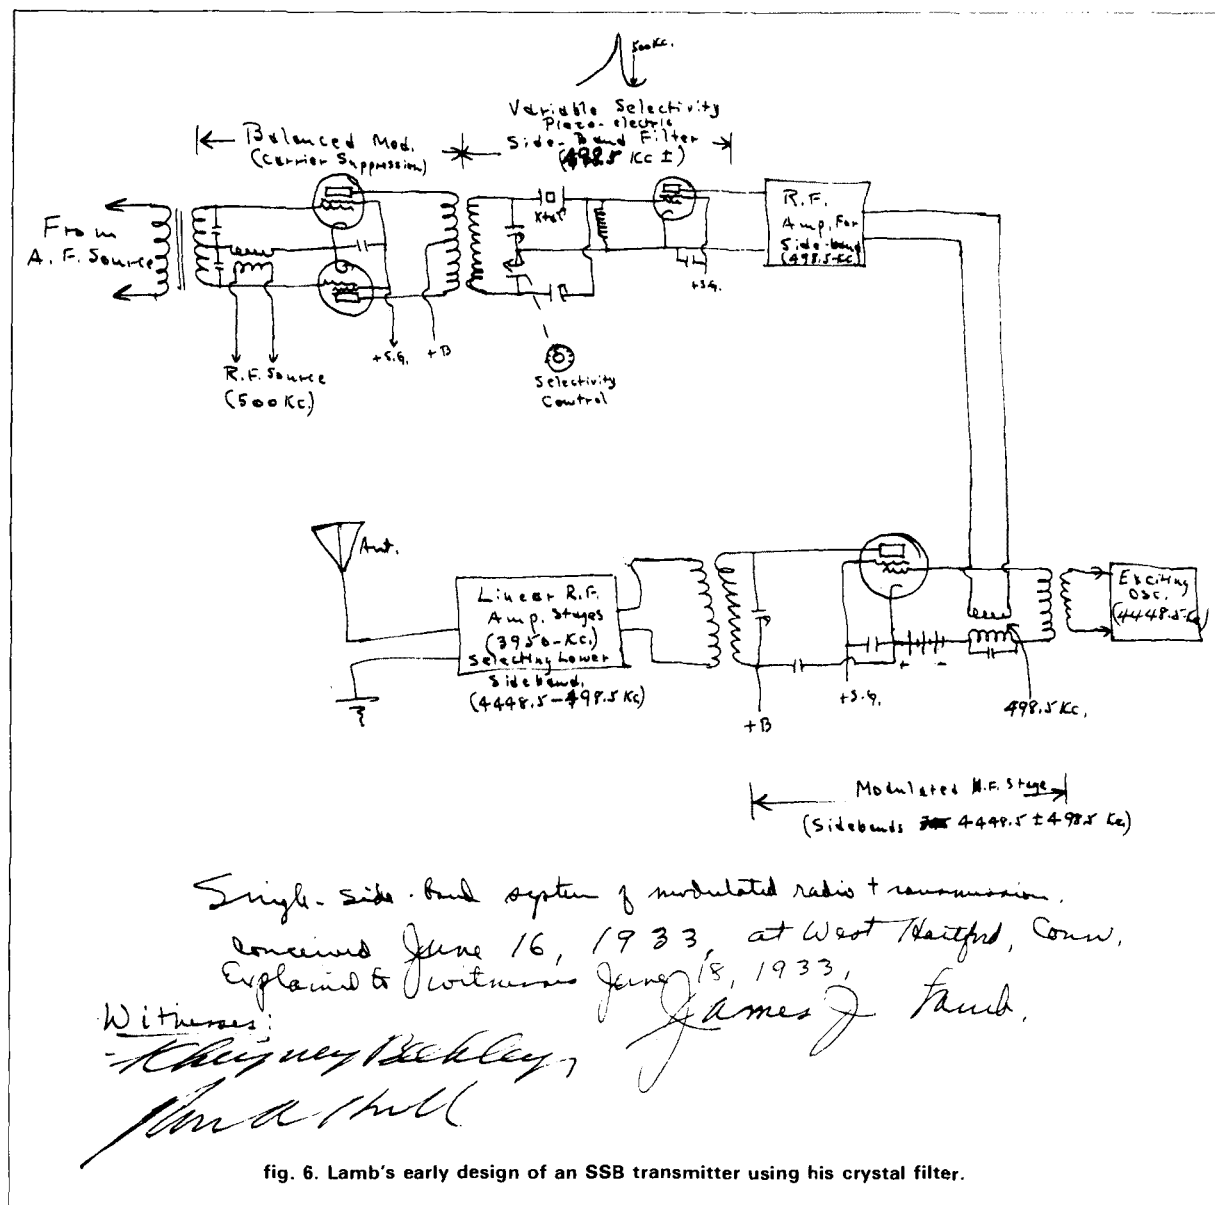 500Kc.
Variable Selectivity
Piezo-electric
Side-Band Filter
(498.5 Kc ±)
Balanced Mod.
(Carrier Suppression)
From
A.F. Source
Xtal
R.F.
Amp. For
Side-band
(498.5-KC)
+S.G.
+S.G.
+B
R.F. Source
(500Kc.)
Selectivity
Control
Ant.
Linear R.F.
Amp. Stages
(3950-Kc.)
Selecting Lower
Sideband.
(4448.5-498.5 Kc)
Exciting
Osc.
(4448.5-Kc)
+ -
+S.G.
498.5 Kc.
+B
Modulated H.F. Stage
(Sidebands 4448.5 ± 498.5 Kc)
Single-side-band system of modulated radio transmission.
conceived June 16, 1933, at West Hartford, Conn.
Explained to witnesses June 18, 1933,
James J. Lamb.
Witnesses:
fig. 6. Lamb's early design of an SSB transmitter using his crystal filter.